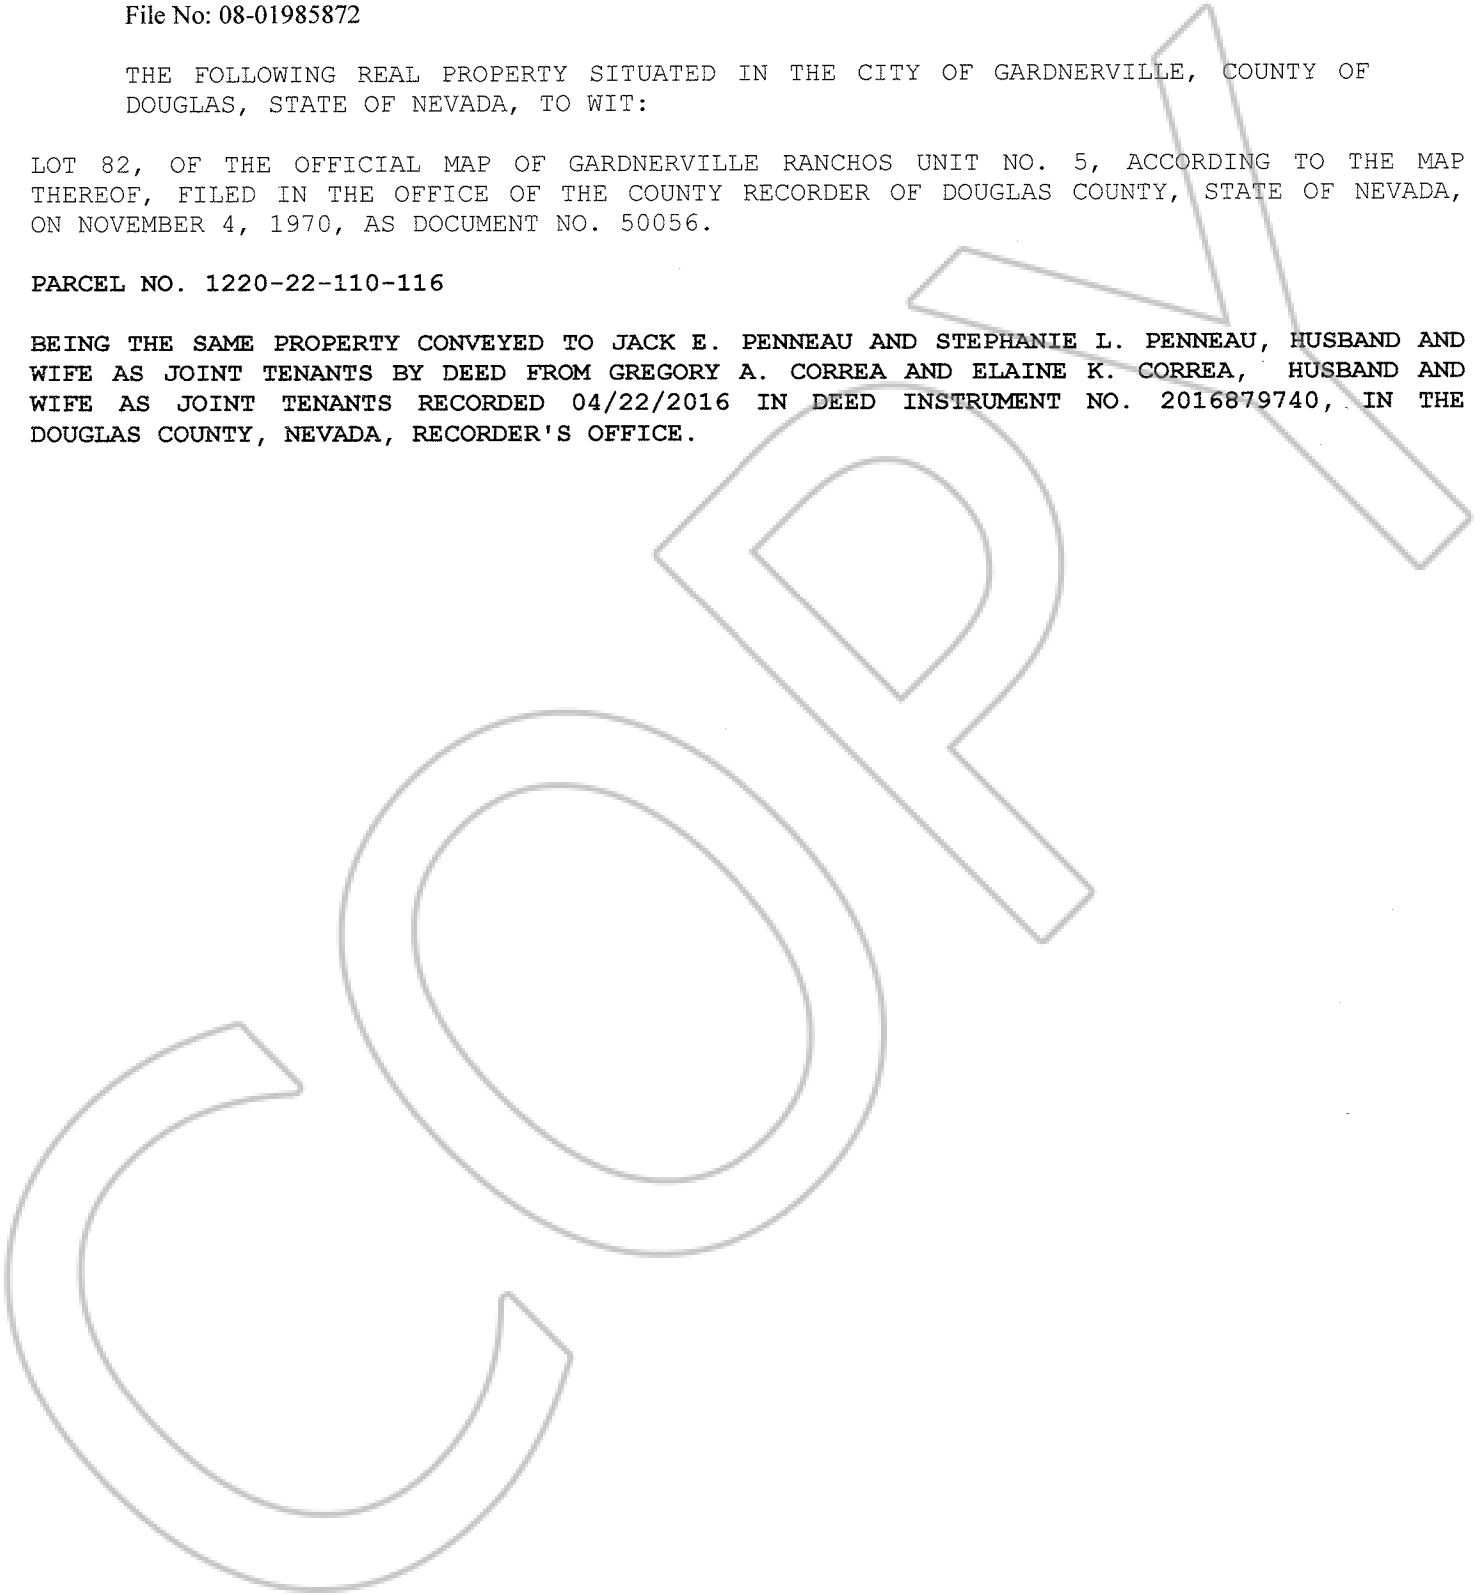 File No: 08-01985872
THE FOLLOWING REAL PROPERTY SITUATED IN THE CITY OF GARDNERVILLE, COUNTY OF
DOUGLAS, STATE OF NEVADA, TO WIT:
LOT 82, OF THE OFFICIAL MAP OF GARDNERVILLE RANCHOS UNIT NO. 5, ACCORDING TO THE MAP
THEREOF, FILED IN THE OFFICE OF THE COUNTY RECORDER OF DOUGLAS COUNTY, STATE OF NEVADA,
ON NOVEMBER 4, 1970, AS DOCUMENT NO. 50056.
PARCEL NO. 1220-22-110-116
BEING THE SAME PROPERTY CONVEYED TO JACK E. PENNEAU AND STEPHANIE L. PENNEAU, HUSBAND AND
WIFE AS JOINT TENANTS BY DEED FROM GREGORY A. CORREA AND ELAINE K. CORREA, HUSBAND AND
WIFE AS JOINT TENANTS RECORDED 04/22/2016 IN DEED INSTRUMENT NO. 2016879740, IN THE
DOUGLAS COUNTY, NEVADA, RECORDER'S OFFICE.
COPY